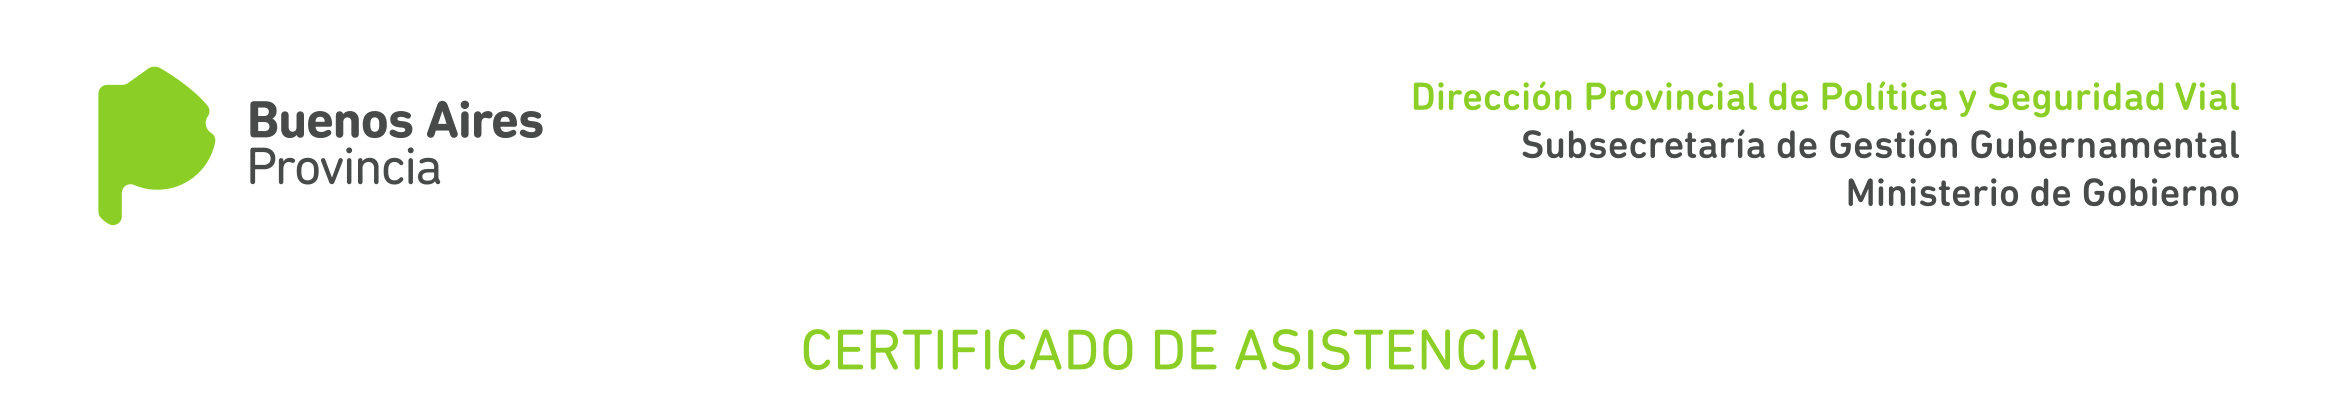 Buenos Aires
Provincia
Dirección Provincial de Política y Seguridad Vial
Subsecretaría de Gestión Gubernamental
Ministerio de Gobierno
CERTIFICADO DE ASISTENCIA